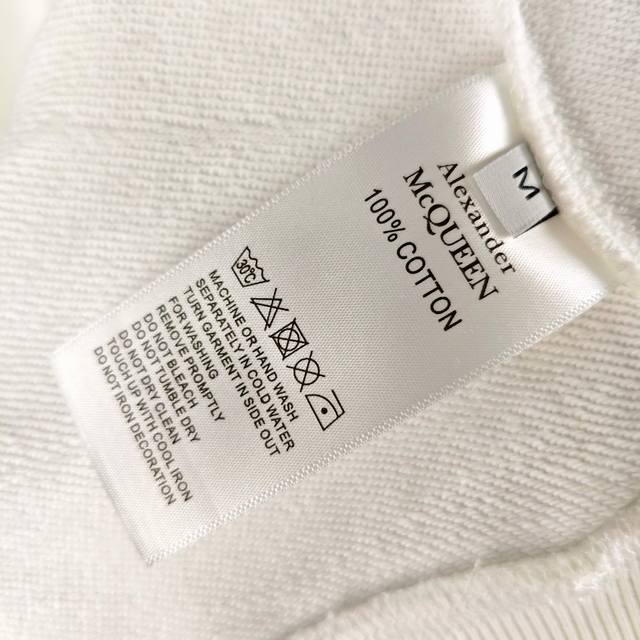 M
Alexander
McQUEEN
100% COTTON
30°C
MACHINE OR HAND WASH
SEPARATELY IN COLD WATER
TURN GARMENT IN SIDE OUT
FOR WASHING
REMOVE PROMPTLY
DO NOT BLEACH
DO NOT TUMBLE DRY
DO NOT DRY CLEAN
TOUCH UP WITH COOL IRON
DO NOT IRON DECORATION